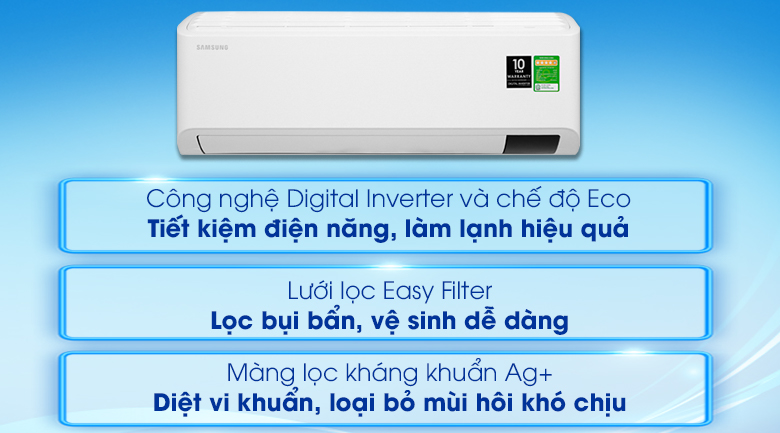 SAMSUNG
10
YEAR
WARRANTY
Công nghệ Digital Inverter và chế độ Eco
Tiết kiệm điện năng, làm lạnh hiệu quả
Lưới lọc Easy Filter
Lọc bụi bẩn, vệ sinh dễ dàng
Màng lọc kháng khuẩn Ag+
Diệt vi khuẩn, loại bỏ mùi hôi khó chịu